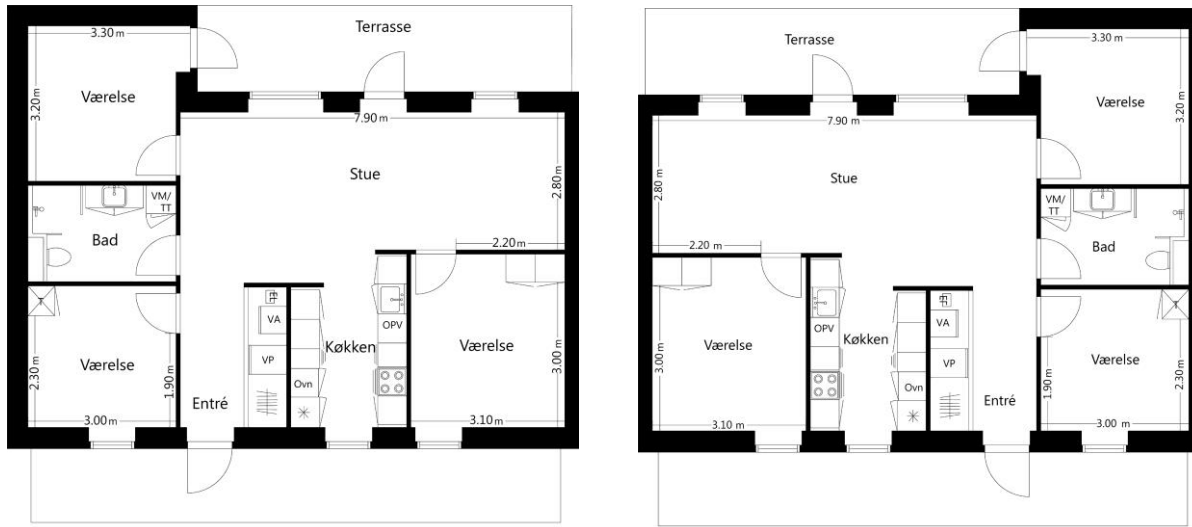 Terrasse
3.30 m
3.20 m
Værelse
7.90 m
Stue
2.80 m
VM/
TT
Bad
2.20 m
T
EL
VA
VP
OPV
Køkken
Ovn
Værelse
2.30 m
1.90 m
3.00 m
Entré
Værelse
3.00 m
3.10 m
Terrasse
3.30 m
Værelse
3.20 m
7.90 m
Stue
2.80 m
VM/
TT
Bad
2.20 m
EL
VA
VP
OPV
Køkken
Ovn
Værelse
3.00 m
3.10 m
Entré
T
Værelse
1.90 m
2.30 m
3.00 m